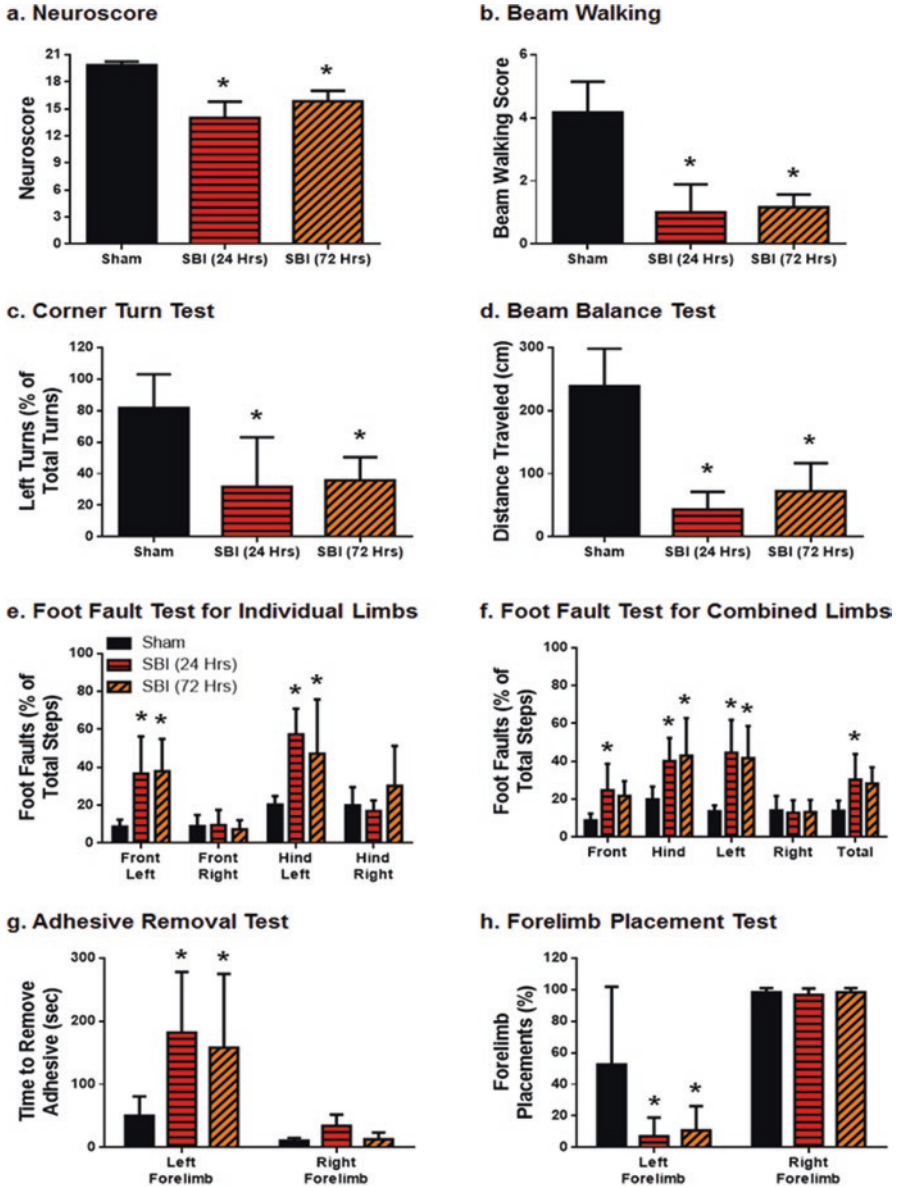 a. Neuroscore
Neuroscore
21
18
15
12
9
6
3
0
*
*
Sham
SBI (24 Hrs)
SBI (72 Hrs)
b. Beam Walking
Beam Walking Score
6
4
2
0
*
*
Sham
SBI (24 Hrs)
SBI (72 Hrs)
c. Corner Turn Test
Left Turns (% of
Total Turns)
120
100
80
60
40
20
0
*
*
Sham
SBI (24 Hrs)
SBI (72 Hrs)
d. Beam Balance Test
Distance Traveled (cm)
300
200
100
0
*
*
Sham
SBI (24 Hrs)
SBI (72 Hrs)
e. Foot Fault Test for Individual Limbs
Sham
SBI (24 Hrs)
SBI (72 Hrs)
Foot Faults (% of
Total Steps)
100
80
60
40
20
0
*
*
*
*
Front
Left
Front
Right
Hind
Left
Hind
Right
f. Foot Fault Test for Combined Limbs
Foot Faults (% of
Total Steps)
100
80
60
40
20
0
*
*
*
*
*
*
Front
Hind
Left
Right
Total
g. Adhesive Removal Test
Time to Remove
Adhesive (sec)
300
200
100
0
*
*
Left
Forelimb
Right
Forelimb
h. Forelimb Placement Test
Forelimb
Placements (%)
120
100
80
60
40
20
0
*
*
Left
Forelimb
Right
Forelimb